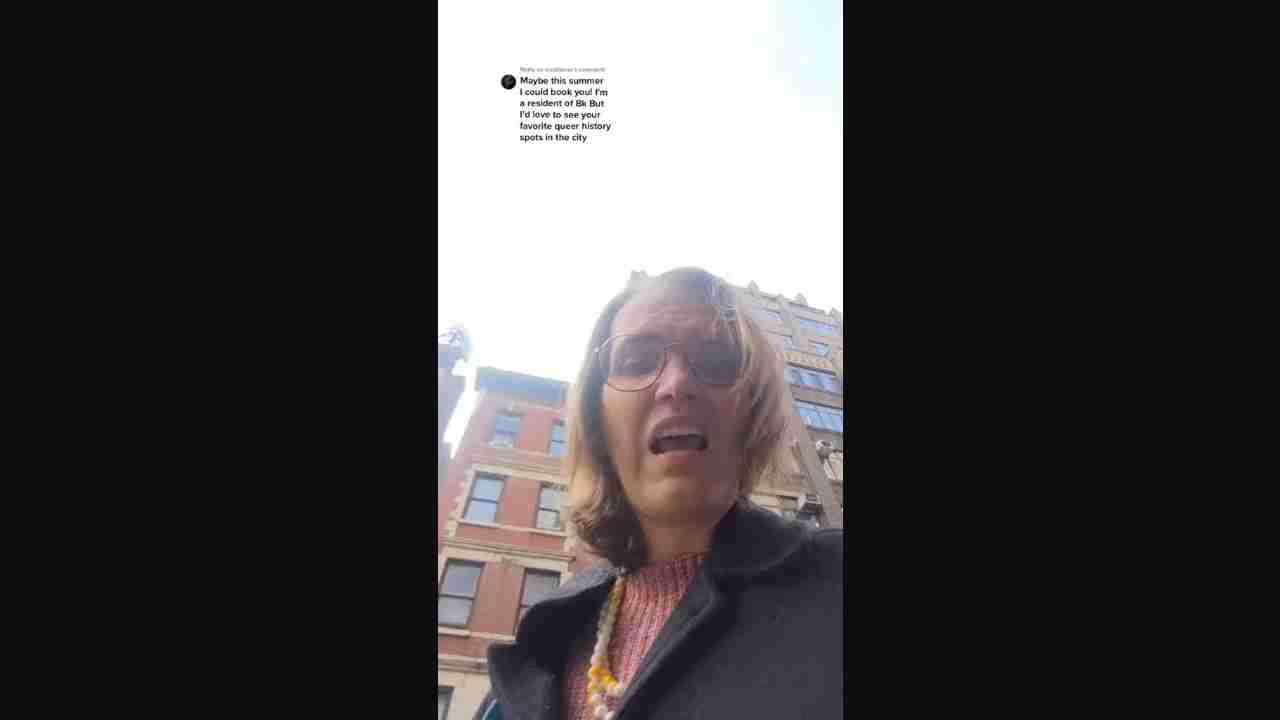 Maybe this summer
I could book you! I'm
a resident of Bk But
I'd love to see your
favorite queer history
spots in the city